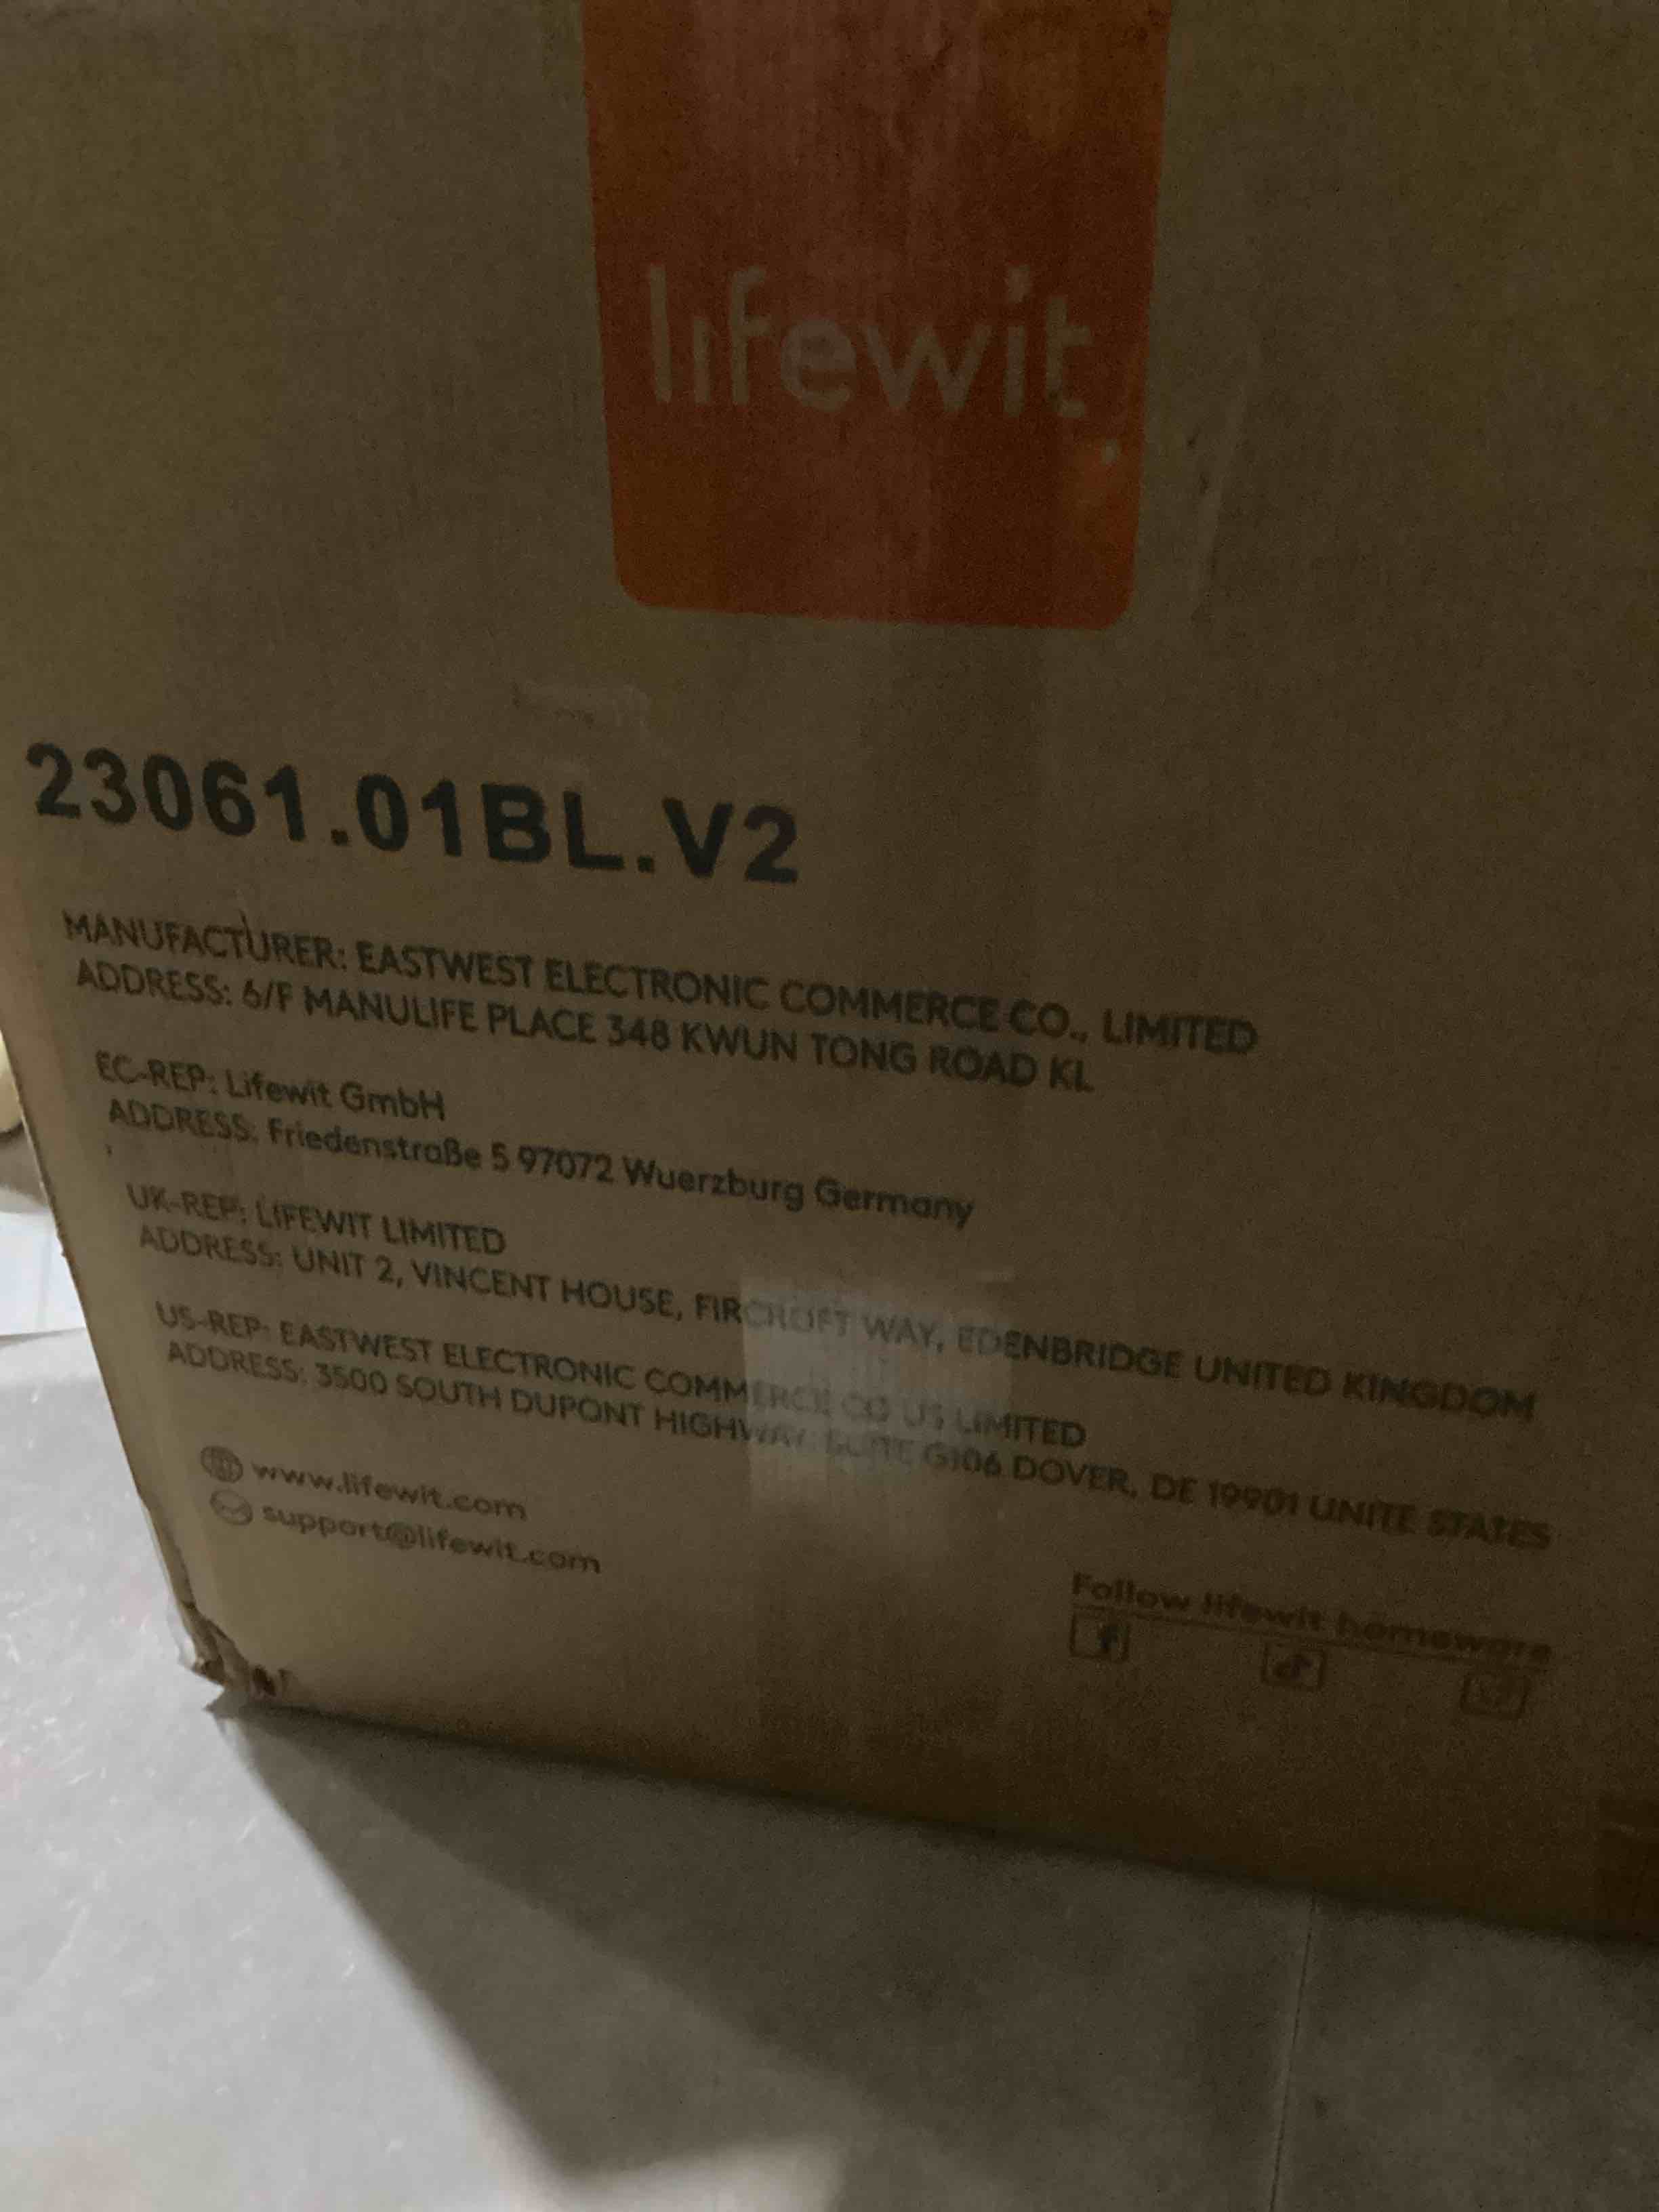 lifewit
23061.01BL.V2
MANUFACTURER: EASTWEST ELECTRONIC COMMERCE CO., LIMITED
ADDRESS: 6/F MANULIFE PLACE 348 KWUN TONG ROAD KL
EC-REP: Lifewit GmbH
ADDRESS: Friedenstraße 5 97072 Wuerzburg Germany
UK-REP: LIFEWIT LIMITED
ADDRESS: UNIT 2, VINCENT HOUSE, FIRCROFT WAY, EDENBRIDGE UNITED KINGDOM
US-REP: EASTWEST ELECTRONIC COMMERCE CO US LIMITED
ADDRESS: 3500 SOUTH DUPONT HIGHWAY SUITE G106 DOVER, DE 19901 UNITE STATES
www.lifewit.com
support@lifewit.com
Follow lifewit homeware